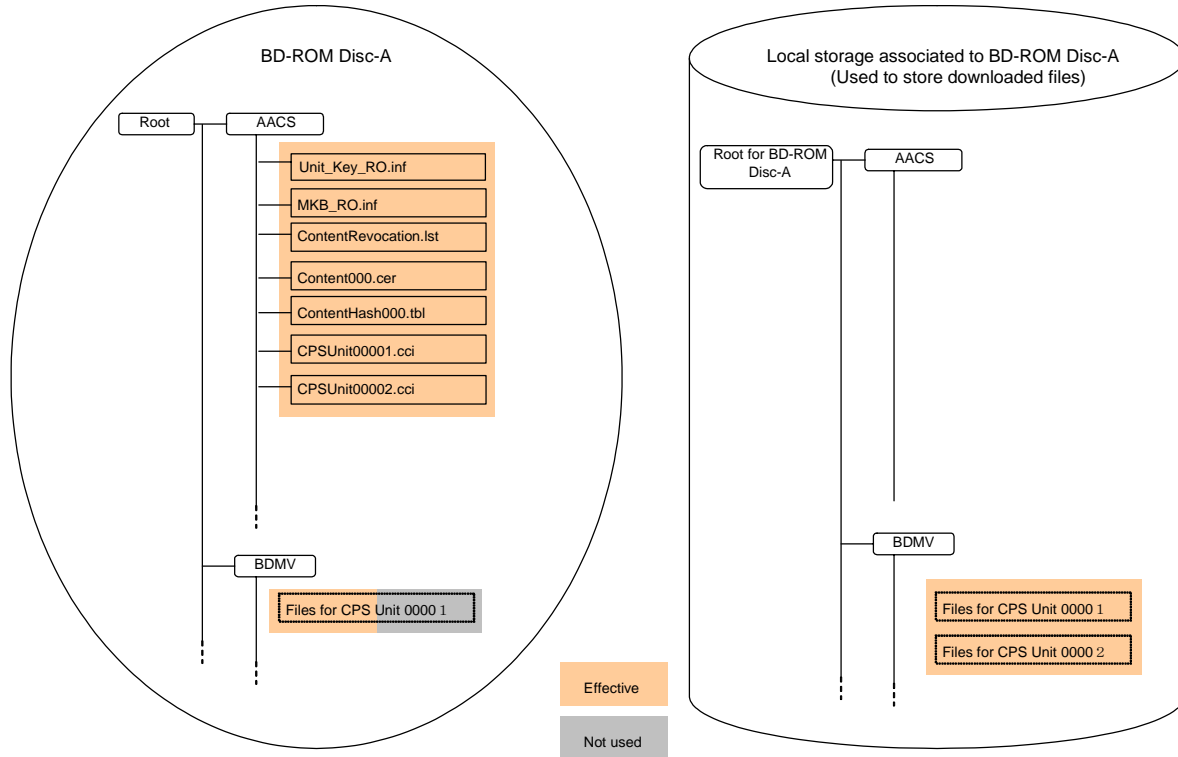 BD-ROM Disc-A
Root
AACS
Unit_Key_RO.inf
MKB_RO.inf
ContentRevocation.lst
Content000.cer
ContentHash000.tbl
CPSUnit00001.cci
CPSUnit00002.cci
BDMV
Files for CPS Unit 0000 1
Local storage associated to BD-ROM Disc-A
(Used to store downloaded files)
Root for BD-ROM
Disc-A
AACS
BDMV
Files for CPS Unit 0000 1
Files for CPS Unit 0000 2
Effective
Not used